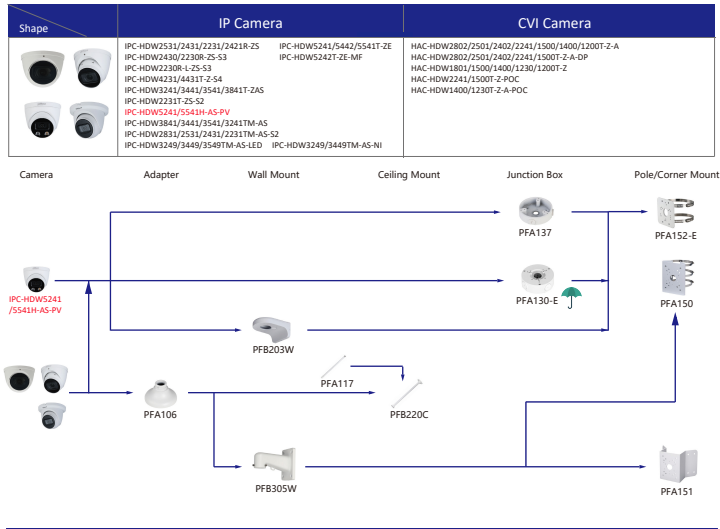 Shape IP Camera CVI Camera
IPC-HDW2531/2431/2231/2421R-ZS IPC-HDW5241/5442/5541T-ZE
IPC-HDW2430/2230R-ZS-S3 IPC-HDW5242T-ZE-MF
IPC-HDW2230R-L-ZS-S3
IPC-HDW4231/4431T-Z-S4
IPC-HDW3241/3441/3541/3841T-ZAS
IPC-HDW2231T-ZS-S2
IPC-HDW5241/5541H-AS-PV
IPC-HDW3841/3441/3541/3241TM-AS
IPC-HDW2831/2531/2431/2231TM-AS-S2
IPC-HDW3249/3449/3549TM-AS-LED IPC-HDW3249/3449TM-AS-NI
HAC-HDW2802/2501/2402/2241/1500/1400/1200T-Z-A
HAC-HDW2802/2501/2402/2241/1500T-Z-A-DP
HAC-HDW1801/1500/1400/1230/1200T-Z
HAC-HDW2241/1500T-Z-POC
HAC-HDW1400/1230T-Z-A-POC
Camera Adapter Wall Mount Ceiling Mount Junction Box Pole/Corner Mount
PFA137
PFA152-E
IPC-HDW5241
/5541H-AS-PV
PFA130-E
PFA150
PFB203W
PFA117
PFA106
PFB220C
PFB305W
PFA151